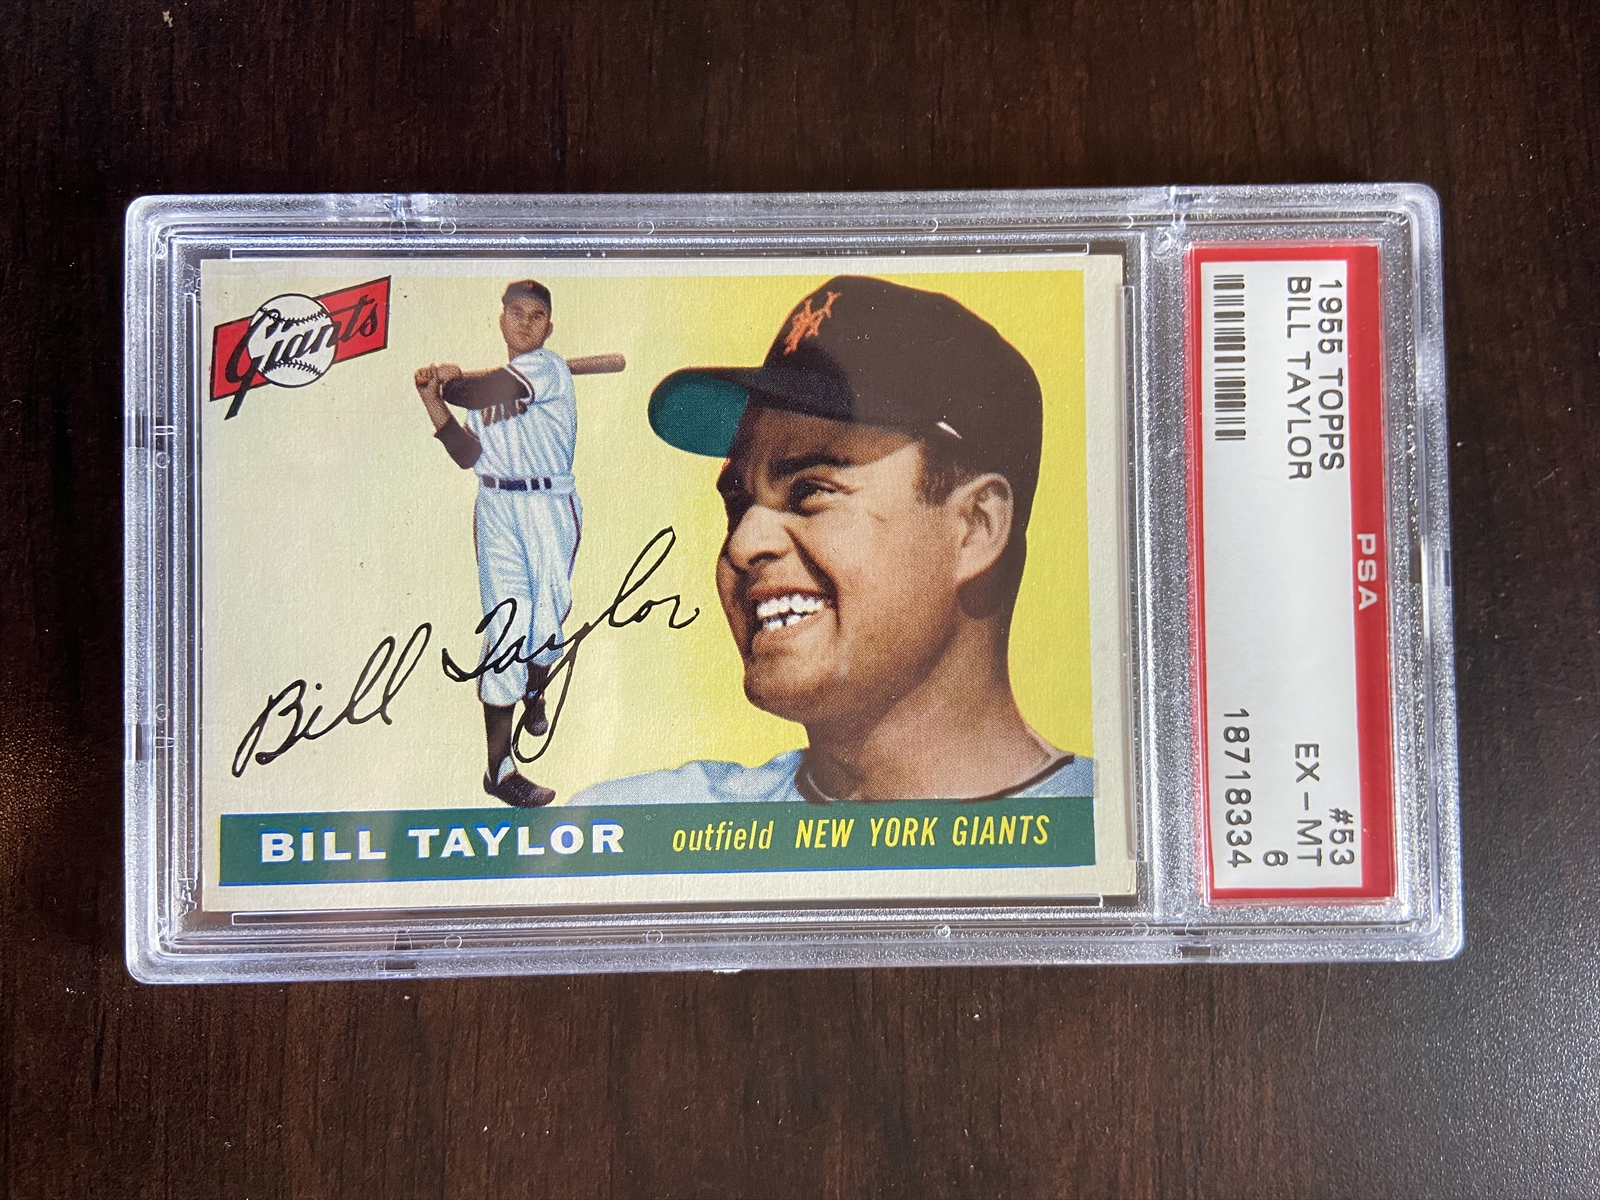 Giants
Bill Taylor
BILL TAYLOR outfield NEW YORK GIANTS
1955 TOPPS #53
BILL TAYLOR EX - MT
6
18718334
PSA